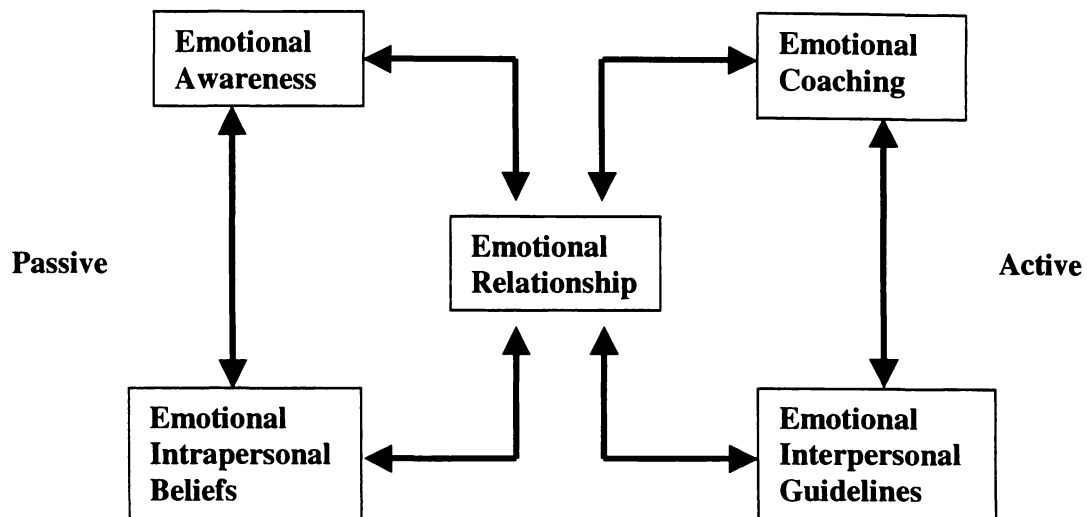 Emotional
Awareness
Emotional
Coaching
Emotional
Relationship
Passive
Active
Emotional
Intrapersonal
Beliefs
Emotional
Interpersonal
Guidelines